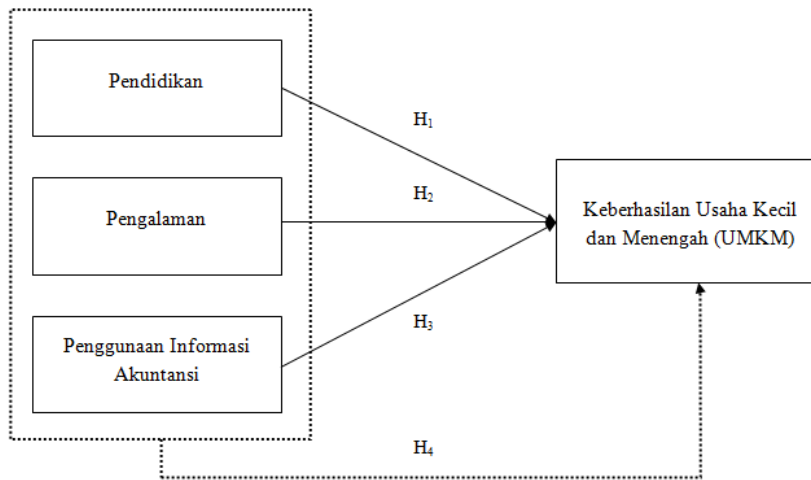 Pendidikan
H₁
Pengalaman
H₂
Keberhasilan Usaha Kecil
dan Menengah (UMKM)
Penggunaan Informasi
Akuntansi
H₃
H₄